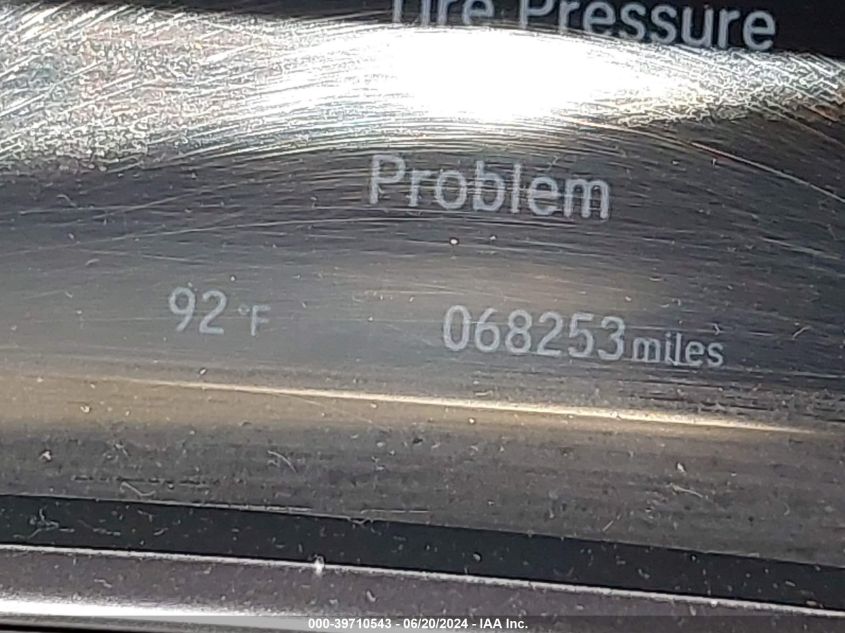 Tire Pressure
Problem
92 °F
068253 miles
000-39710543 - 06/20/2024 - IAA Inc.